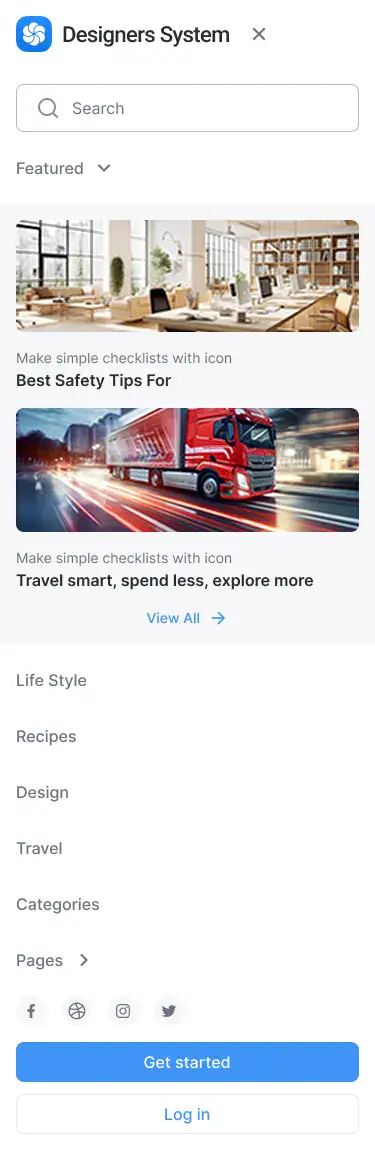 Designers System
Search
Featured
Make simple checklists with icon
Best Safety Tips For
Make simple checklists with icon
Travel smart, spend less, explore more
View All
Life Style
Recipes
Design
Travel
Categories
Pages
Get started
Log in